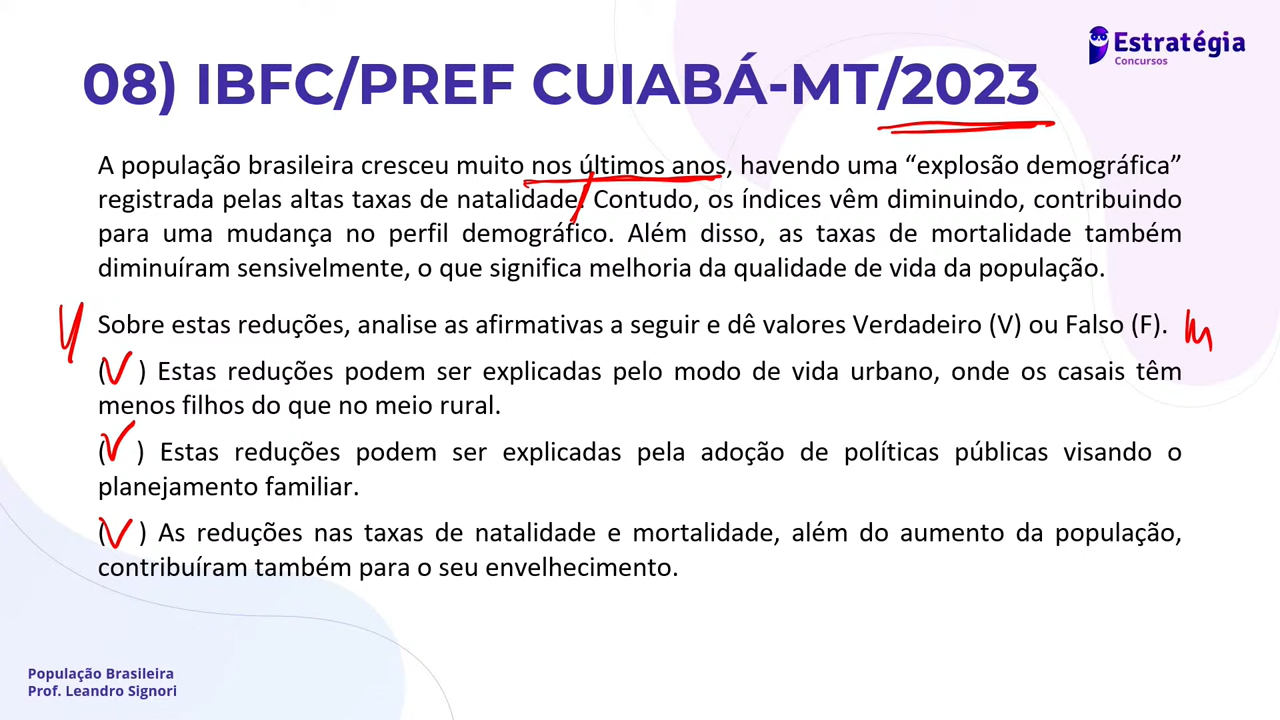 Estratégia
Concursos
08) IBFC/PREF CUIABÁ-MT/2023
A população brasileira cresceu muito nos últimos anos, havendo uma “explosão demográfica”
registrada pelas altas taxas de natalidade. Contudo, os índices vêm diminuindo, contribuindo
para uma mudança no perfil demográfico. Além disso, as taxas de mortalidade também
diminuíram sensivelmente, o que significa melhoria da qualidade de vida da população.
Sobre estas reduções, analise as afirmativas a seguir e dê valores Verdadeiro (V) ou Falso (F).
(V) Estas reduções podem ser explicadas pelo modo de vida urbano, onde os casais têm
menos filhos do que no meio rural.
(V) Estas reduções podem ser explicadas pela adoção de políticas públicas visando o
planejamento familiar.
(V) As reduções nas taxas de natalidade e mortalidade, além do aumento da população,
contribuíram também para o seu envelhecimento.
População Brasileira
Prof. Leandro Signori